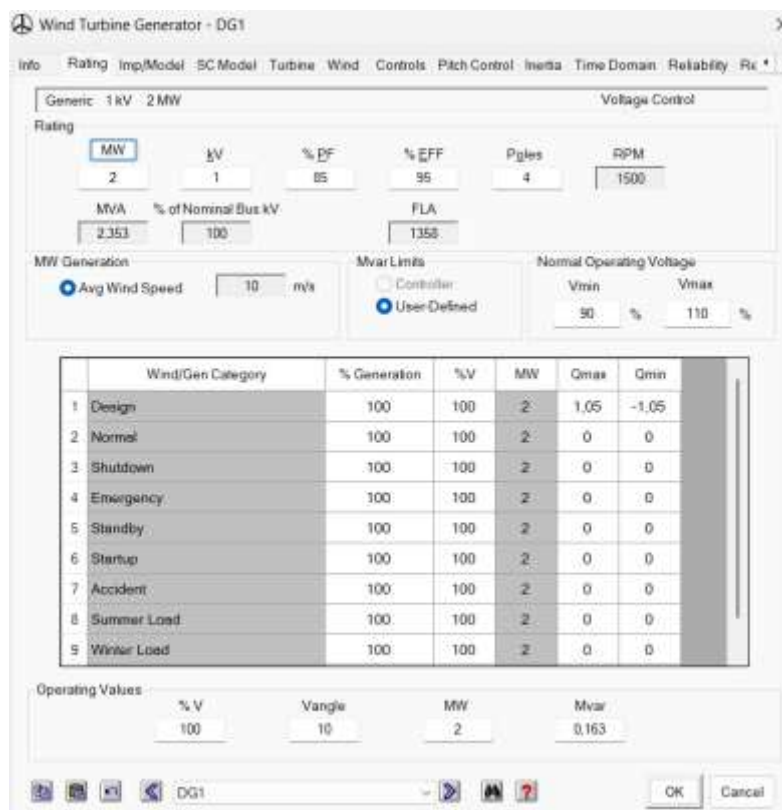 Wind Turbine Generator - DG1
Info Rating Imp/Model SC Model Turbine Wind Controls Pitch Control Inertia Time Domain Reliability Re
Generic 1 kV 2 MW Voltage Control
Rating
MW kV % PF % EFF Poles RPM
2 1 85 95 4 1500
MVA % of Nominal Bus kV FLA
2,353 100 1358
MW Generation Mvar Limits Normal Operating Voltage
Avg Wind Speed 10 m/s Controller Vmin Vmax
User-Defined 90 % 110 %
Wind/Gen Category % Generation %V MW Qmax Qmin
1 Design 100 100 2 1,05 -1,05
2 Normal 100 100 2 0 0
3 Shutdown 100 100 2 0 0
4 Emergency 100 100 2 0 0
5 Standby 100 100 2 0 0
6 Startup 100 100 2 0 0
7 Accident 100 100 2 0 0
8 Summer Load 100 100 2 0 0
9 Winter Load 100 100 2 0 0
Operating Values
% V Vangle MW Mvar
100 10 2 0,163
DG1 ? OK Cancel